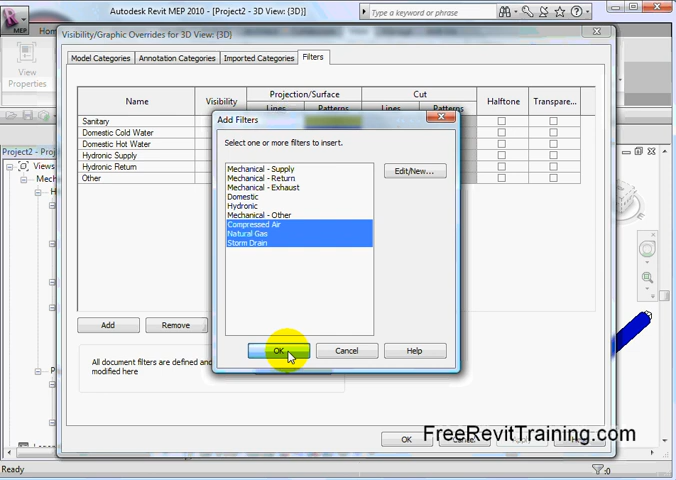 Autodesk Revit MEP 2010 - [Project2 - 3D View: {3D}]
Type a keyword or phrase
MEP
View
Properties
Visibility/Graphic Overrides for 3D View: {3D}
Model Categories
Annotation Categories
Imported Categories
Filters
Name
Visibility
Projection/Surface
Cut
Halftone
Transpare...
Lines
Patterns
Lines
Patterns
Sanitary
Domestic Cold Water
Domestic Hot Water
Hydronic Supply
Hydronic Return
Other
Add
Remove
All document filters are defined and
modified here
OK
Add Filters
Select one or more filters to insert.
Mechanical - Supply
Mechanical - Return
Mechanical - Exhaust
Domestic
Hydronic
Mechanical - Other
Compressed Air
Natural Gas
Storm Drain
Edit/New...
OK
Cancel
Help
Project2 -
Views
Mech
FreeRevitTraining.com
Ready
:0